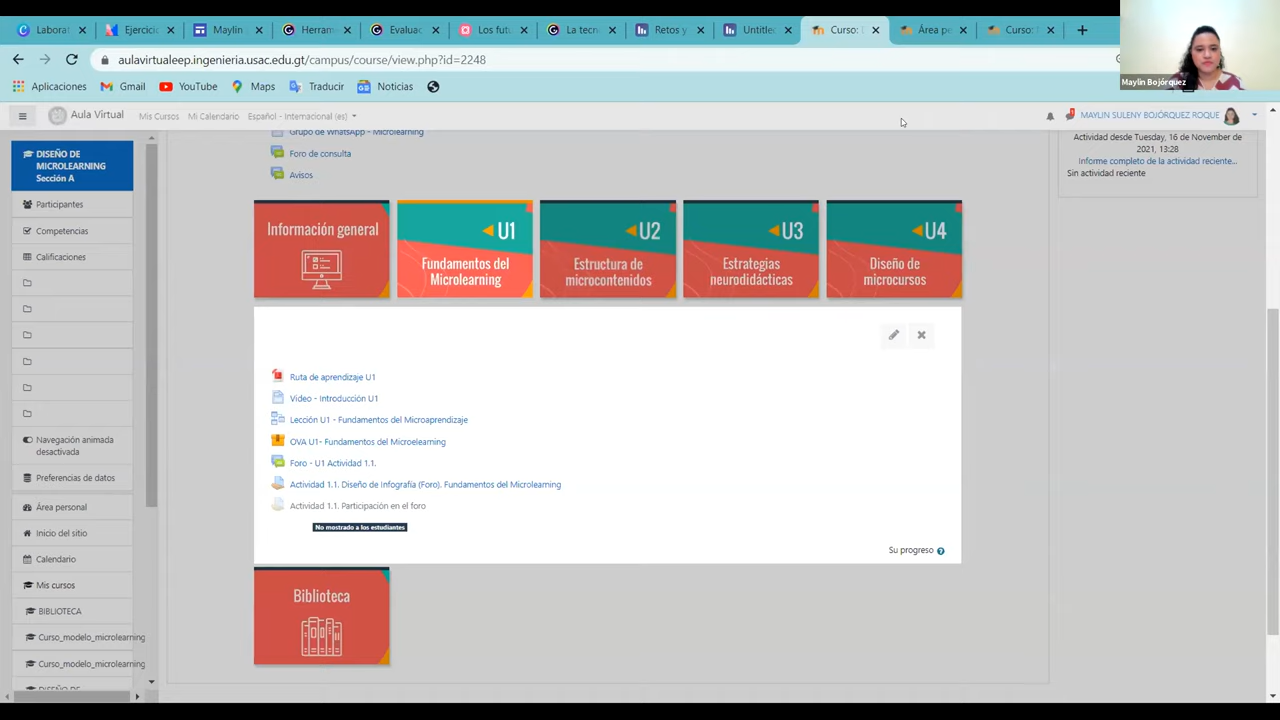 Laborat
Ejercicio
Maylin
Herram
Evaluac
Los futu
La tecn
Retos y
Untitled
Curso:
Área pe
Curso:
aulavirtualeep.ingenieria.usac.edu.gt/campus/course/view.php?id=2248
Aplicaciones
Gmail
YouTube
Maps
Traducir
Noticias
Maylin Bojórquez
Aula Virtual
Mis Cursos
Mi Calendario
Español - Internacional (es)
MAYLIN SULENY BOJÓRQUEZ ROQUE
DISEÑO DE
MICROLEARNING
Sección A
Participantes
Competencias
Calificaciones
Navegación animada
desactivada
Preferencias de datos
Área personal
Inicio del sitio
Calendario
Mis cursos
BIBLIOTECA
Curso_modelo_microlearning
Curso_modelo_microlearning
DISEÑO DE
Grupo de WhatsApp - Microlearning
Foro de consulta
Avisos
Información general
U1
Fundamentos del
Microlearning
U2
Estructura de
microcontenidos
U3
Estrategias
neurodidácticas
U4
Diseño de
microcursos
Ruta de aprendizaje U1
Video - Introducción U1
Lección U1 - Fundamentos del Microaprendizaje
OVA U1- Fundamentos del Microelearning
Foro - U1 Actividad 1.1.
Actividad 1.1. Diseño de Infografía (Foro). Fundamentos del Microlearning
Actividad 1.1. Participación en el foro
No mostrado a los estudiantes
Su progreso
Biblioteca
Actividad desde Tuesday, 16 de November de
2021, 13:28
Informe completo de la actividad reciente...
Sin actividad reciente